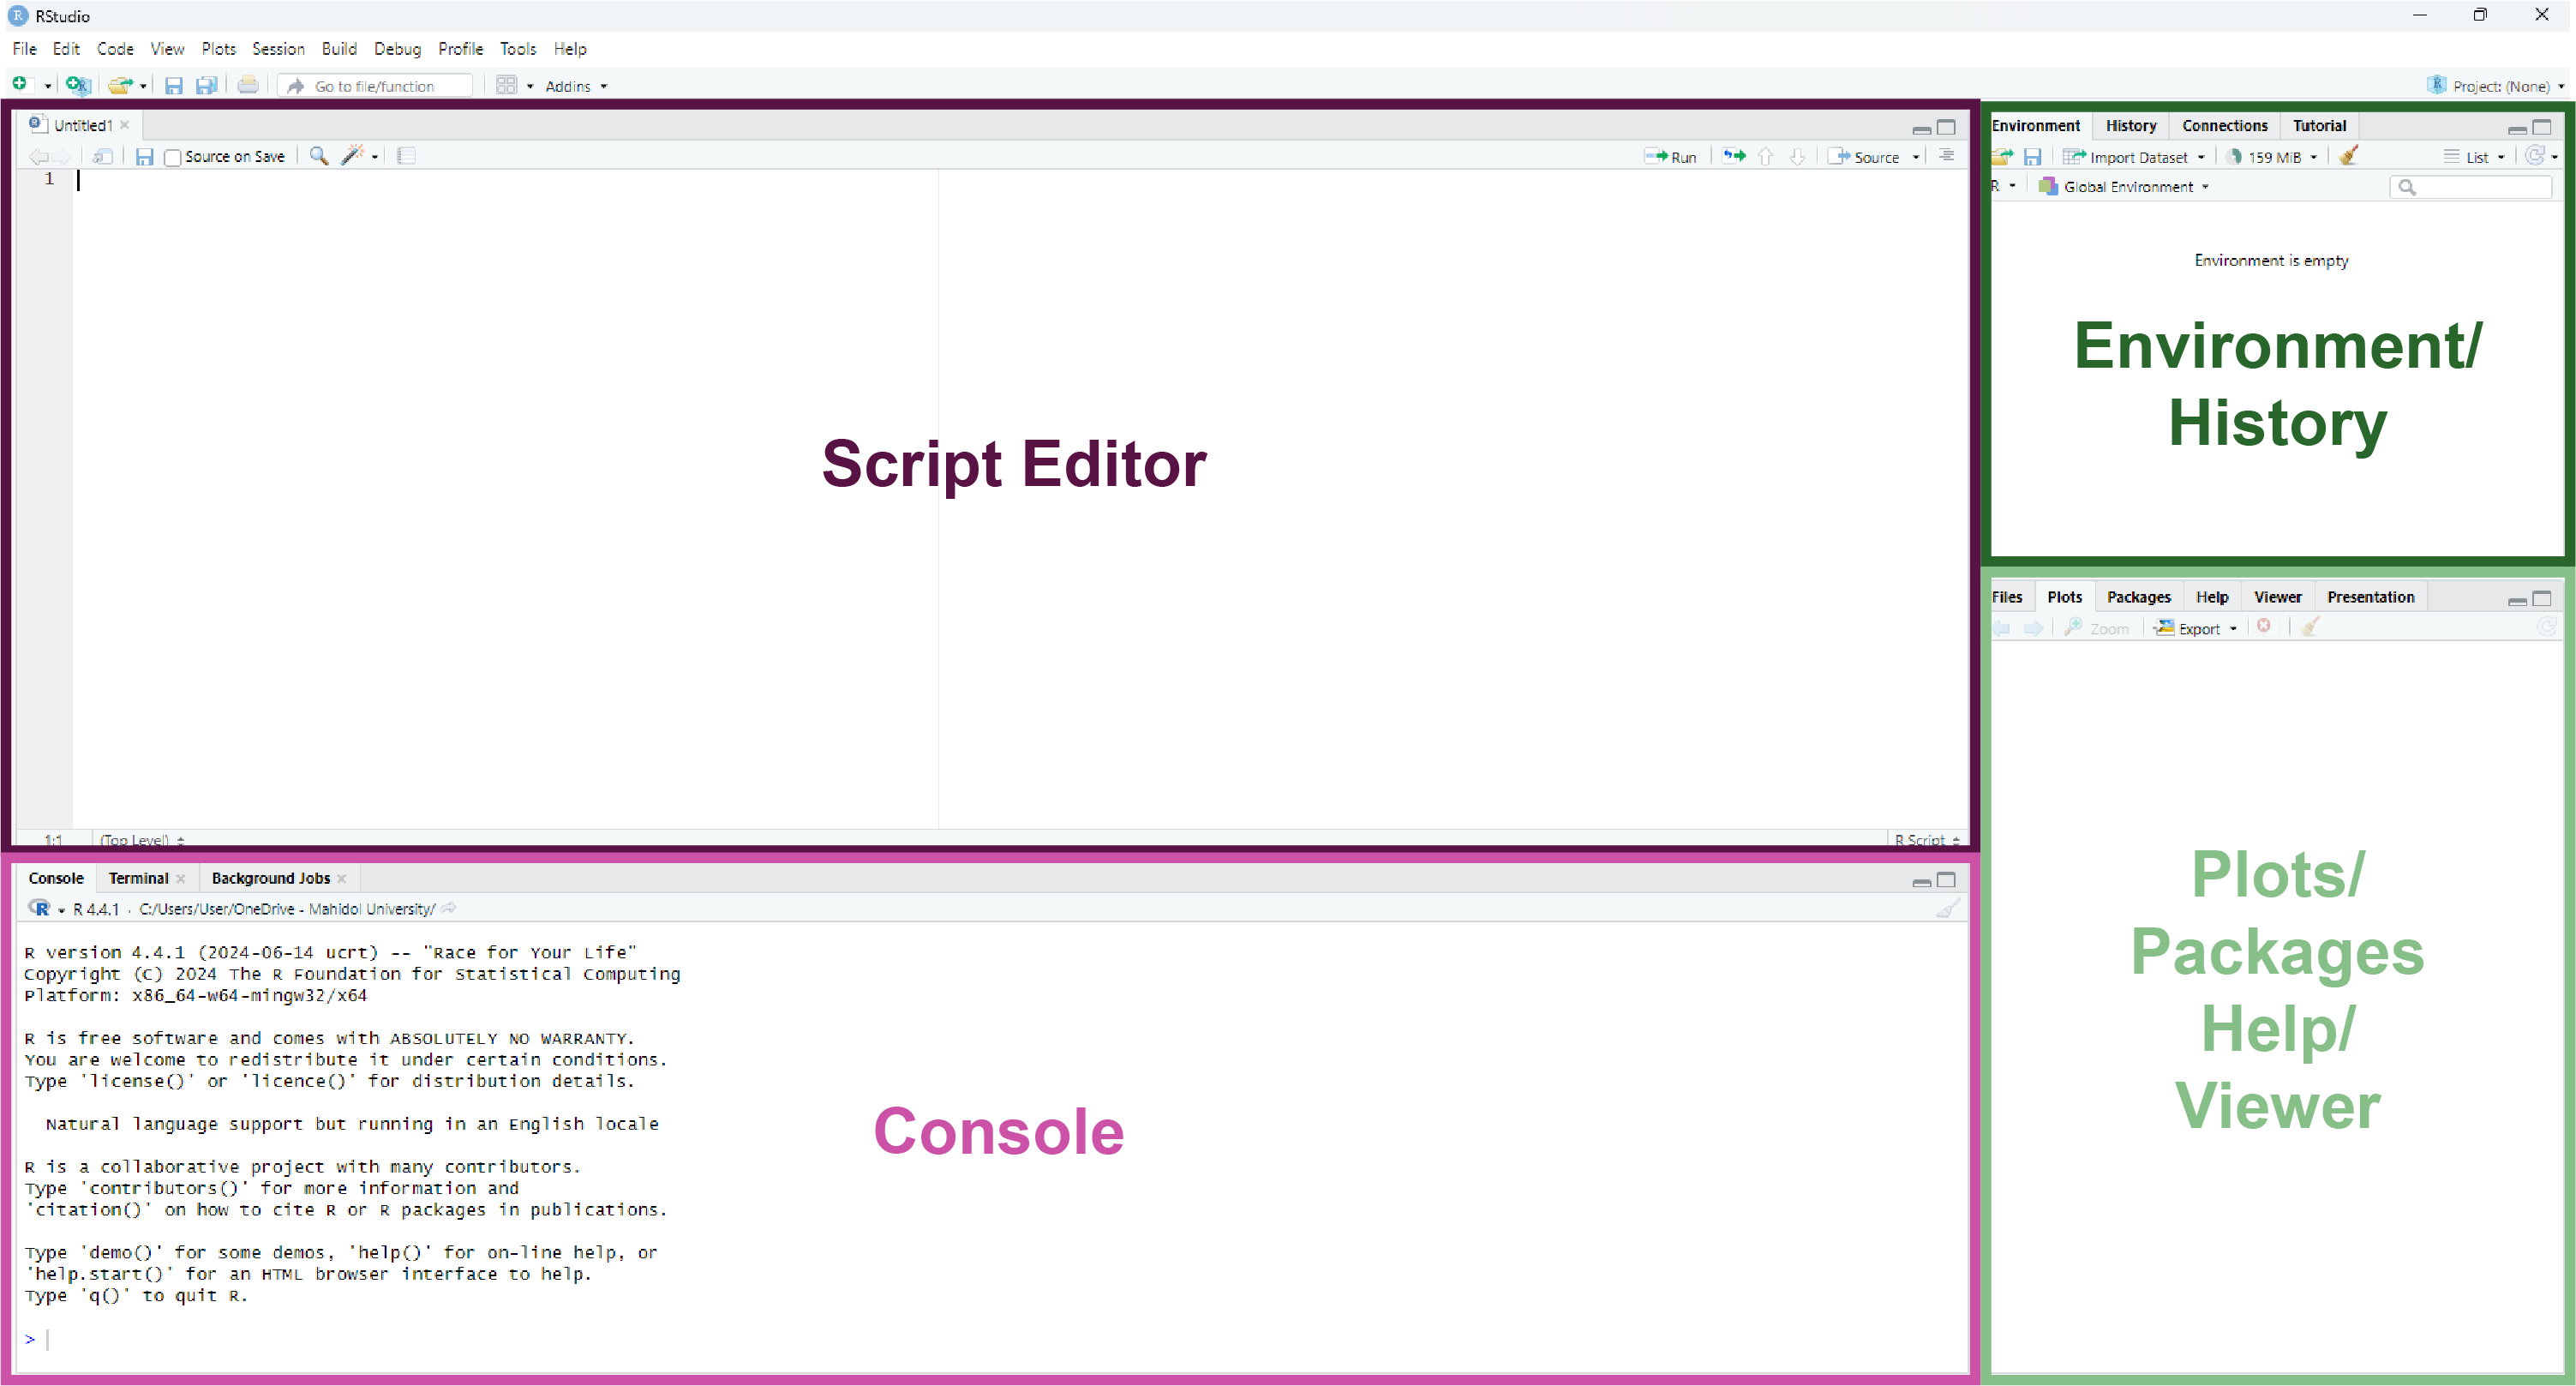 RStudio
File Edit Code View Plots Session Build Debug Profile Tools Help
Go to file/function Addins Project: (None)
Untitled1
Source on Save Run Source
1
Script Editor
1:1 (Top Level) R Script
Environment History Connections Tutorial
Import Dataset 159 MiB List
R Global Environment
Environment is empty
Environment/
History
Console Terminal Background Jobs
R 4.4.1 · C:/Users/User/OneDrive - Mahidol University/
R version 4.4.1 (2024-06-14 ucrt) -- "Race for Your Life"
Copyright (C) 2024 The R Foundation for Statistical Computing
Platform: x86_64-w64-mingw32/x64
R is free software and comes with ABSOLUTELY NO WARRANTY.
You are welcome to redistribute it under certain conditions.
Type 'license()' or 'licence()' for distribution details.
Natural language support but running in an English locale
R is a collaborative project with many contributors.
Type 'contributors()' for more information and
'citation()' on how to cite R or R packages in publications.
Type 'demo()' for some demos, 'help()' for on-line help, or
'help.start()' for an HTML browser interface to help.
Type 'q()' to quit R.
>
Console
Files Plots Packages Help Viewer Presentation
Zoom Export
Plots/
Packages
Help/
Viewer